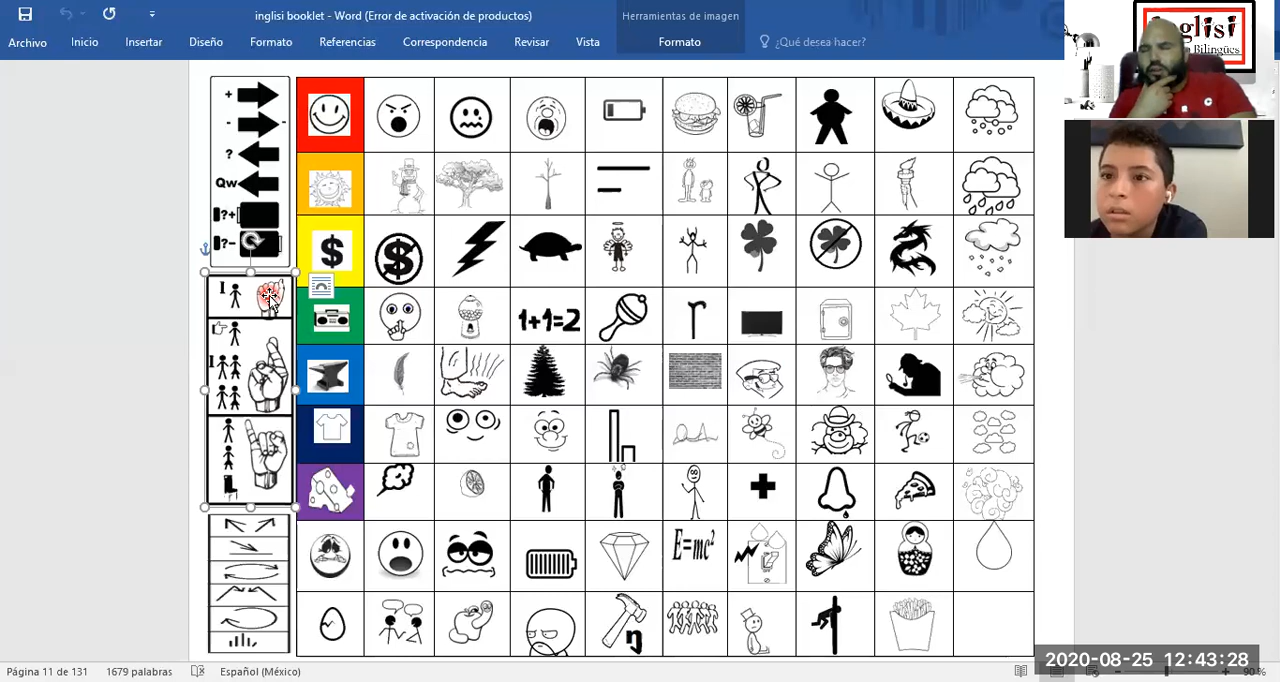 inglisi booklet - Word (Error de activación de productos)
Herramientas de imagen
Archivo
Inicio
Insertar
Diseño
Formato
Referencias
Correspondencia
Revisar
Vista
Formato
¿Qué desea hacer?
Inglisi
Bilingües
+
-
-
?
Qw
?+
?-
I
I
$
$
1+1=2
r
h
E=mc²
n
Página 11 de 131
1679 palabras
Español (México)
2020-08-25 12:43:28
90 %